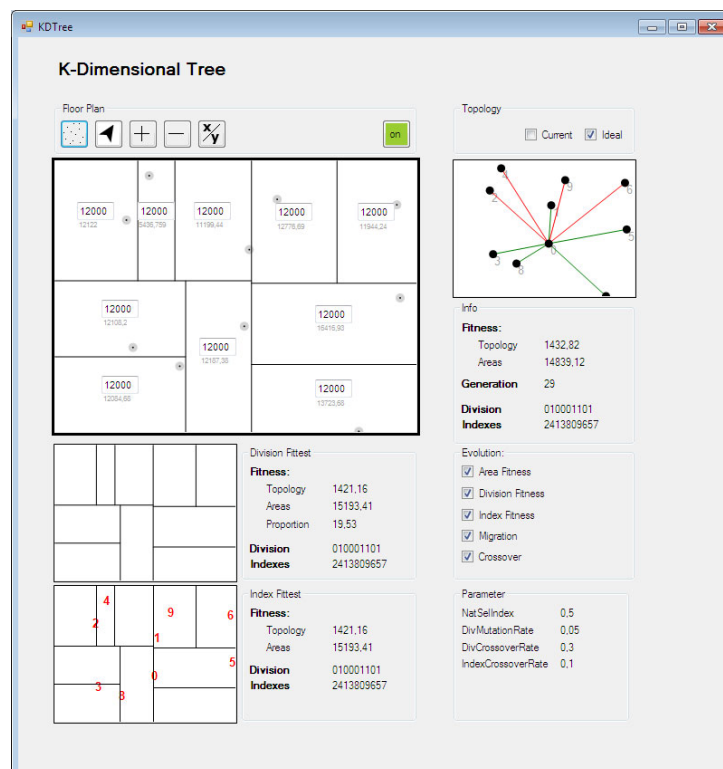 KDTree
K-Dimensional Tree
Floor Plan
x/y
on
12000
12122
12000
5436,759
12000
11199,44
12000
12776,69
12000
11944,24
12000
12108,2
12000
12187,38
12000
16416,93
12000
12084,68
12000
13723,68
Topology
Current
Ideal
4
2
9
6
1
5
0
3
8
Info
Fitness:
Topology 1432,82
Areas 14839,12
Generation 29
Division 010001101
Indexes 2413809657
Division Fittest
Fitness:
Topology 1421,16
Areas 15193,41
Proportion 19,53
Division 010001101
Indexes 2413809657
Evolution:
Area Fitness
Division Fitness
Index Fitness
Migration
Crossover
4
9
6
2
1
5
0
3
8
Index Fittest
Fitness:
Topology 1421,16
Areas 15193,41
Division 010001101
Indexes 2413809657
Parameter
NatSelIndex 0,5
DivMutationRate 0,05
DivCrossoverRate 0,3
IndexCrossoverRate 0,1